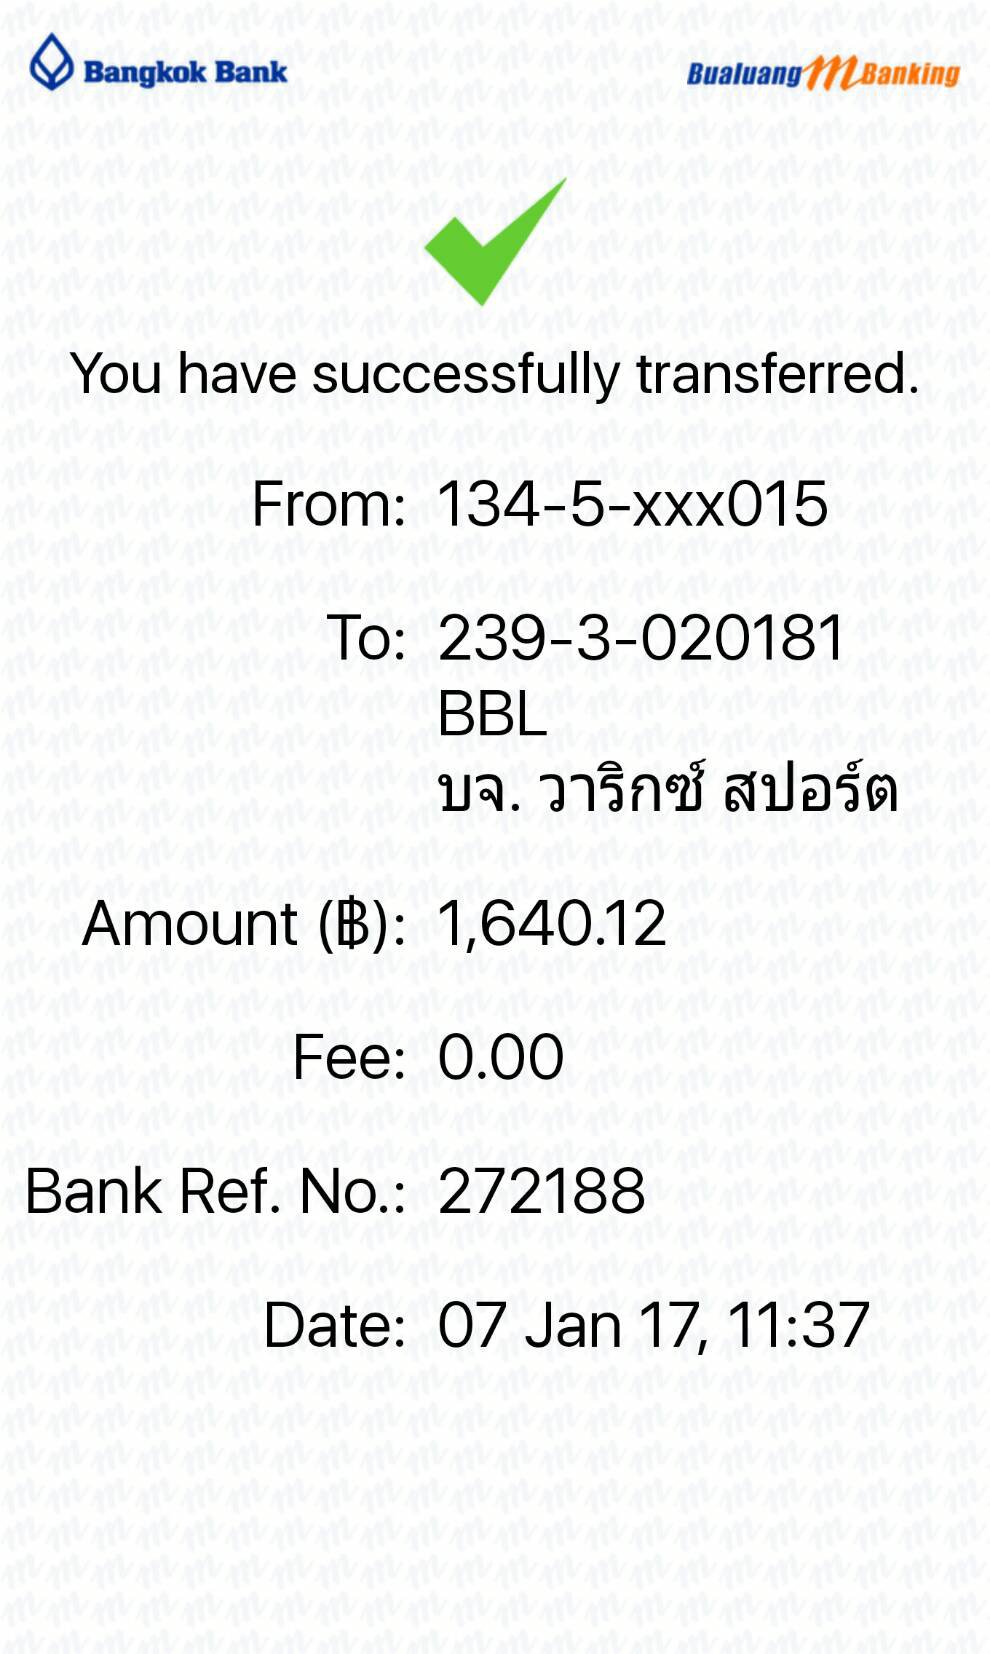 Bangkok Bank
Bualuang mBanking
You have successfully transferred.
From: 134-5-xxx015
To: 239-3-020181
BBL
บจ. วาริกซ์ สปอร์ต
Amount (฿): 1,640.12
Fee: 0.00
Bank Ref. No.: 272188
Date: 07 Jan 17, 11:37